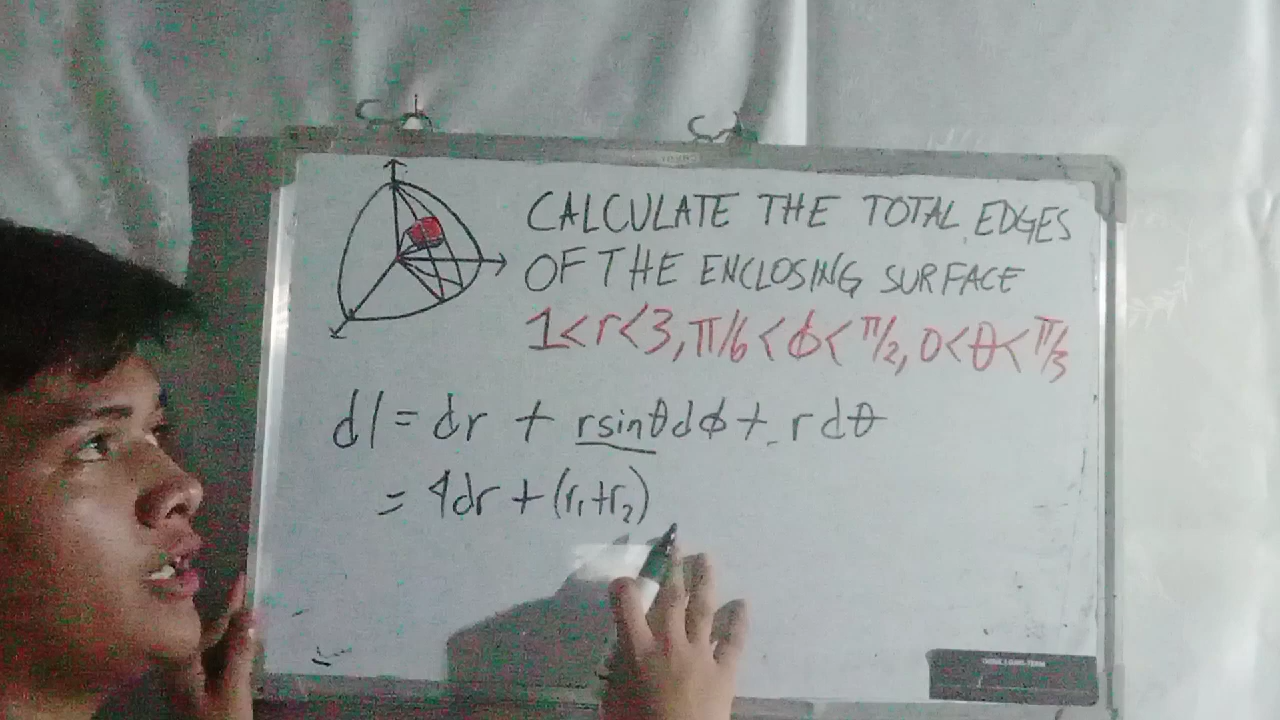 CALCULATE THE TOTAL EDGES
OF THE ENCLOSING SURFACE
1<r<3, π/6<ϕ<π/2, 0<θ<π/3
dl = dr + rsinθdϕ + rdθ
= 4dr + (r₁+r₂)